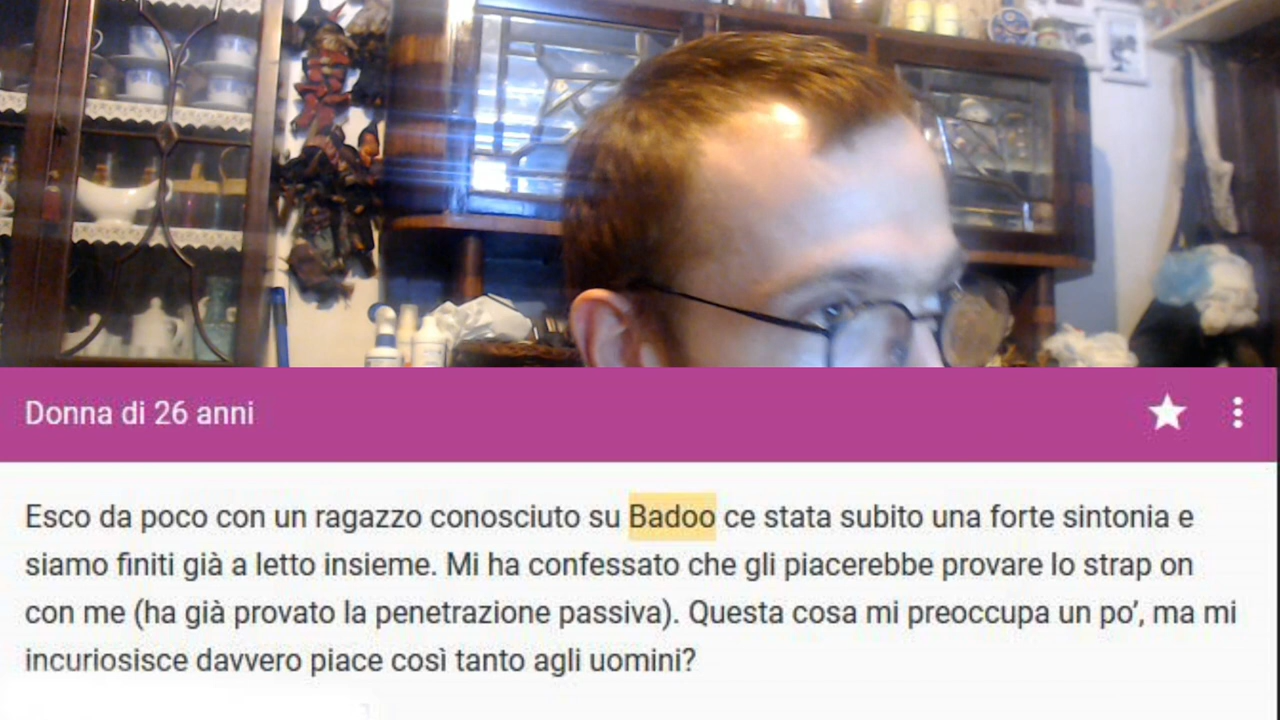 Donna di 26 anni
Esco da poco con un ragazzo conosciuto su Badoo ce stata subito una forte sintonia e
siamo finiti già a letto insieme. Mi ha confessato che gli piacerebbe provare lo strap on
con me (ha già provato la penetrazione passiva). Questa cosa mi preoccupa un po’, ma mi
incuriosisce davvero piace così tanto agli uomini?